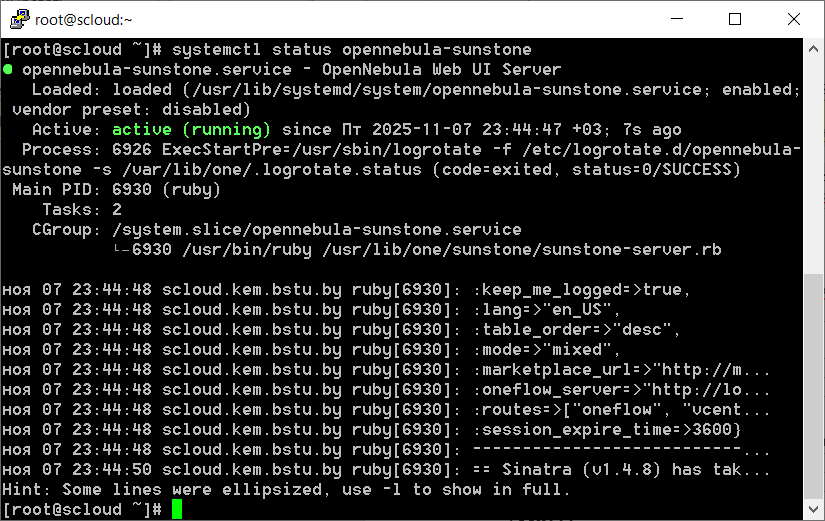 root@scloud:~
[root@scloud ~]# systemctl status opennebula-sunstone
● opennebula-sunstone.service - OpenNebula Web UI Server
   Loaded: loaded (/usr/lib/systemd/system/opennebula-sunstone.service; enabled;
 vendor preset: disabled)
   Active: active (running) since Пт 2025-11-07 23:44:47 +03; 7s ago
  Process: 6926 ExecStartPre=/usr/sbin/logrotate -f /etc/logrotate.d/opennebula-
sunstone -s /var/lib/one/.logrotate.status (code=exited, status=0/SUCCESS)
 Main PID: 6930 (ruby)
    Tasks: 2
   CGroup: /system.slice/opennebula-sunstone.service
           └─6930 /usr/bin/ruby /usr/lib/one/sunstone/sunstone-server.rb

ноя 07 23:44:48 scloud.kem.bstu.by ruby[6930]: :keep_me_logged=>true,
ноя 07 23:44:48 scloud.kem.bstu.by ruby[6930]: :lang=>"en_US",
ноя 07 23:44:48 scloud.kem.bstu.by ruby[6930]: :table_order=>"desc",
ноя 07 23:44:48 scloud.kem.bstu.by ruby[6930]: :mode=>"mixed",
ноя 07 23:44:48 scloud.kem.bstu.by ruby[6930]: :marketplace_url=>"http://m...
ноя 07 23:44:48 scloud.kem.bstu.by ruby[6930]: :oneflow_server=>"http://lo...
ноя 07 23:44:48 scloud.kem.bstu.by ruby[6930]: :routes=>["oneflow", "vcent...
ноя 07 23:44:48 scloud.kem.bstu.by ruby[6930]: :session_expire_time=>3600}
ноя 07 23:44:48 scloud.kem.bstu.by ruby[6930]: ---------------------------...
ноя 07 23:44:50 scloud.kem.bstu.by ruby[6930]: == Sinatra (v1.4.8) has tak...
Hint: Some lines were ellipsized, use -l to show in full.
[root@scloud ~]#